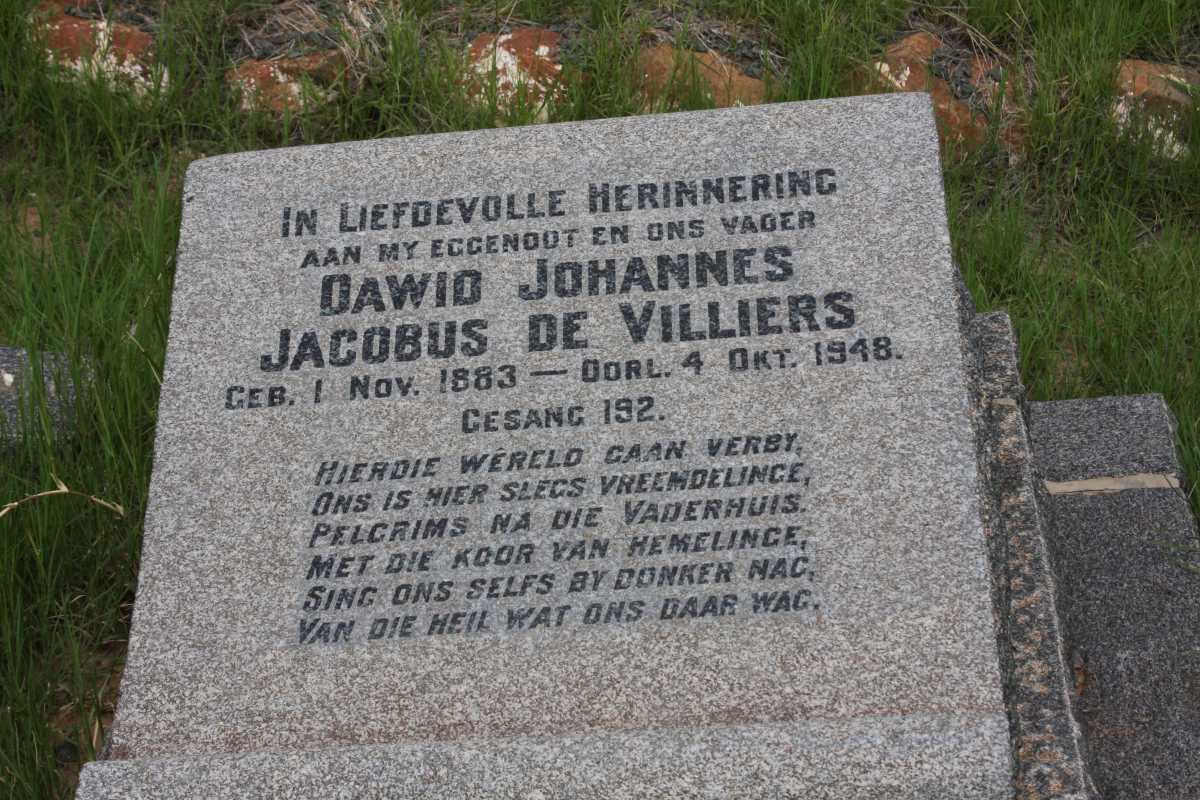 IN LIEFDEVOLLE HERINNERING
AAN MY EGGENOOT EN ONS VADER
DAWID JOHANNES
JACOBUS DE VILLIERS
GEB. 1 NOV. 1883 — OORL. 4 OKT. 1948.
GESANG 192.
HIERDIE WÊRELD GAAN VERBY,
ONS IS HIER SLEGS VREEMDELINGE,
PELGRIMS NA DIE VADERHUIS.
MET DIE KOOR VAN HEMELINGE,
SING ONS SELFS BY DONKER NAG,
VAN DIE HEIL WAT ONS DAAR WAG.